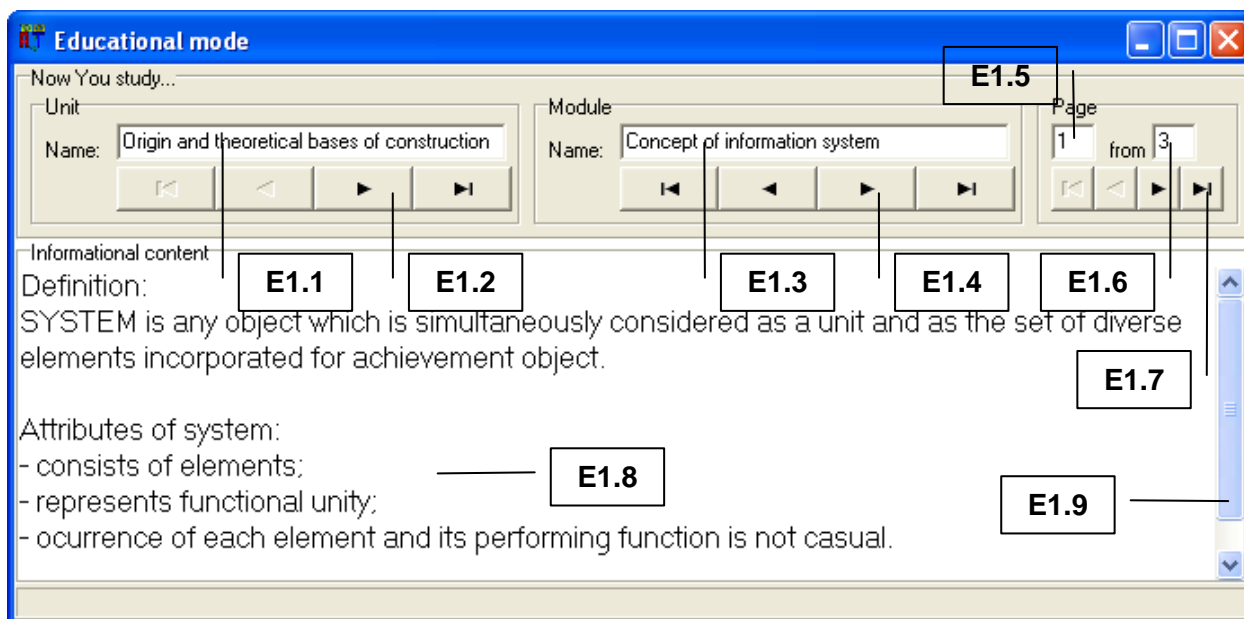 Educational mode
Now You study...
Unit
Name: Origin and theoretical bases of construction
Module
Name: Concept of information system
Page
1 from 3
E1.5
Informational content
E1.1 E1.2 E1.3 E1.4 E1.6
Definition:
SYSTEM is any object which is simultaneously considered as a unit and as the set of diverse
elements incorporated for achievement object.
E1.7
Attributes of system:
- consists of elements;
E1.8
- represents functional unity;
E1.9
- ocurrence of each element and its performing function is not casual.